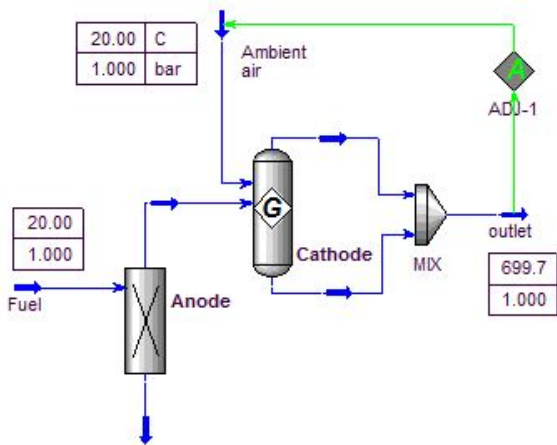 20.00 C
1.000 bar
Ambient
air
A
ADJ-1
G
Cathode
MIX
outlet
699.7
1.000
20.00
1.000
Fuel
Anode